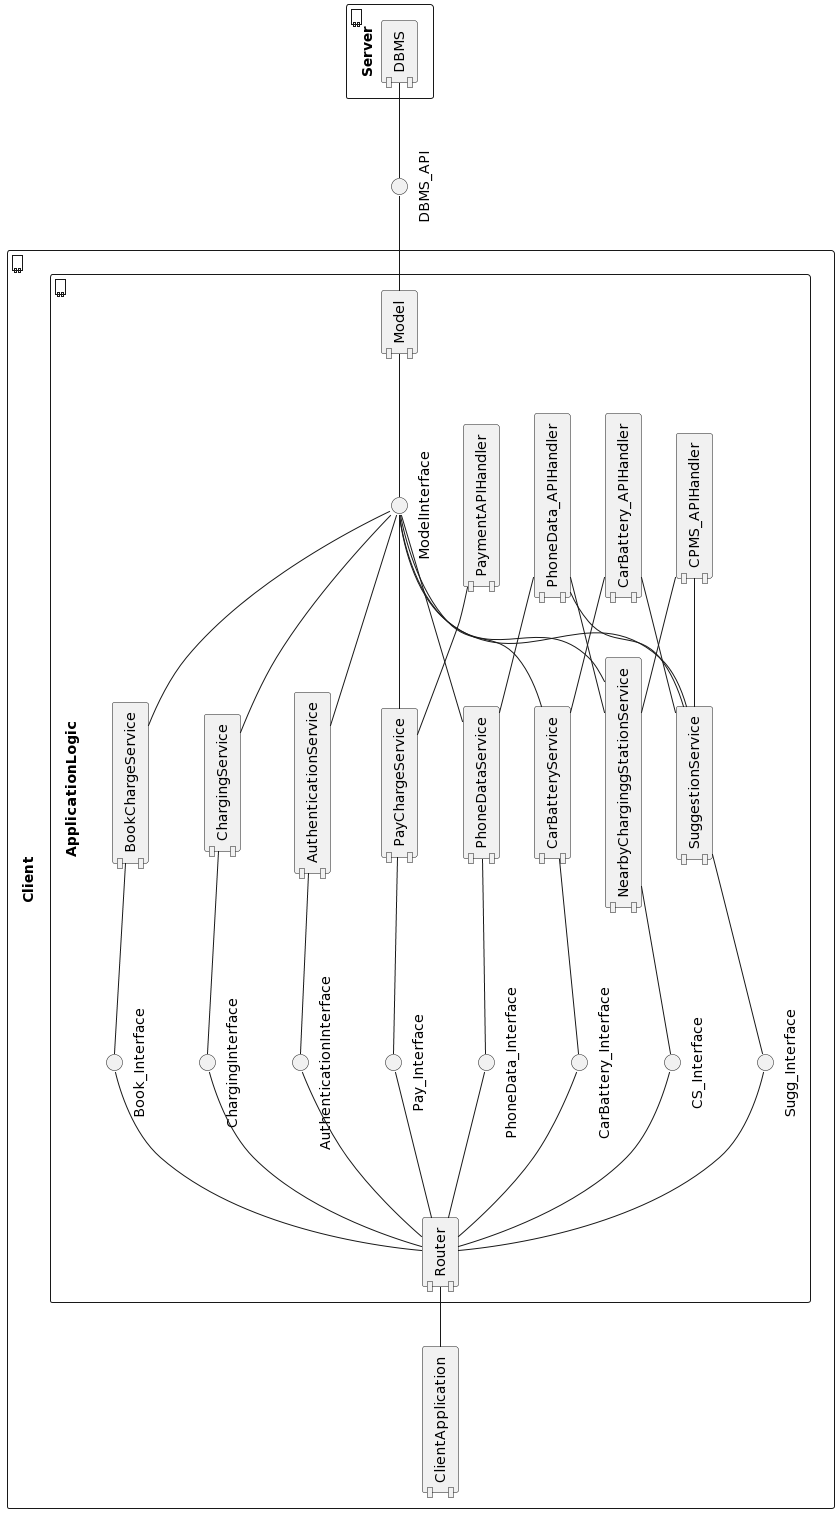 Client
ApplicationLogic
Server
DBMS
DBMS_API
Model
ModelInterface
PaymentAPIHandler
PhoneData_APIHandler
CarBattery_APIHandler
CPMS_APIHandler
BookChargeService
ChargingService
AuthenticationService
PayChargeService
PhoneDataService
CarBatteryService
NearbyCharginggStationService
SuggestionService
Book_Interface
ChargingInterface
AuthenticationInterface
Pay_Interface
PhoneData_Interface
CarBattery_Interface
CS_Interface
Sugg_Interface
Router
ClientApplication